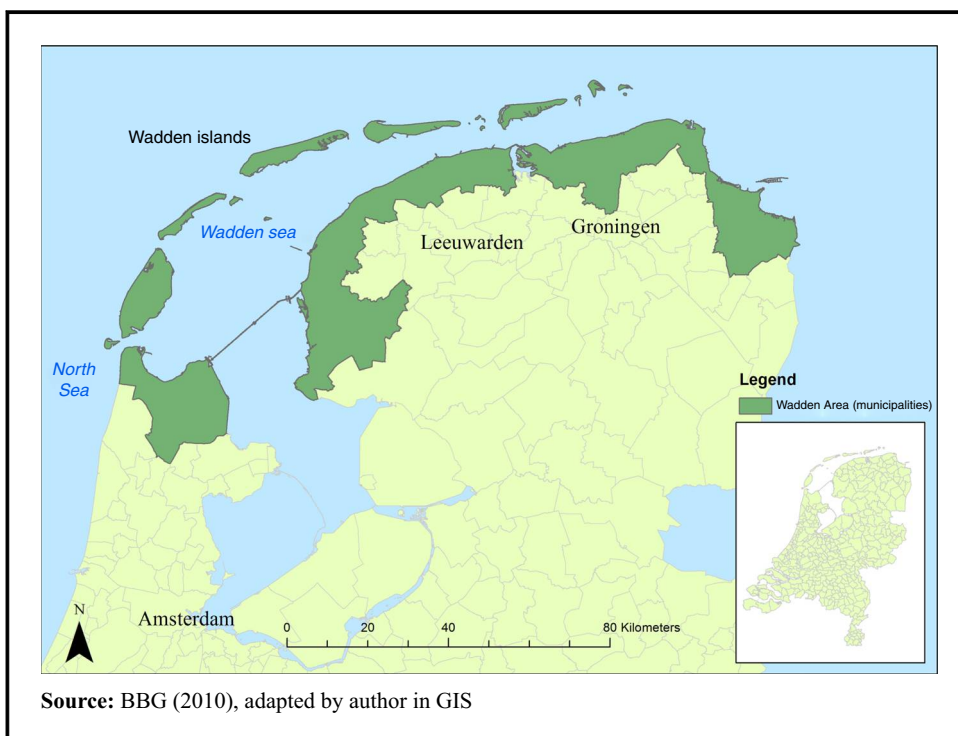 Wadden islands
Wadden sea
Leeuwarden
Groningen
North
Sea
Legend
Wadden Area (municipalities)
Amsterdam
N
0 20 40 80 Kilometers
Source: BBG (2010), adapted by author in GIS